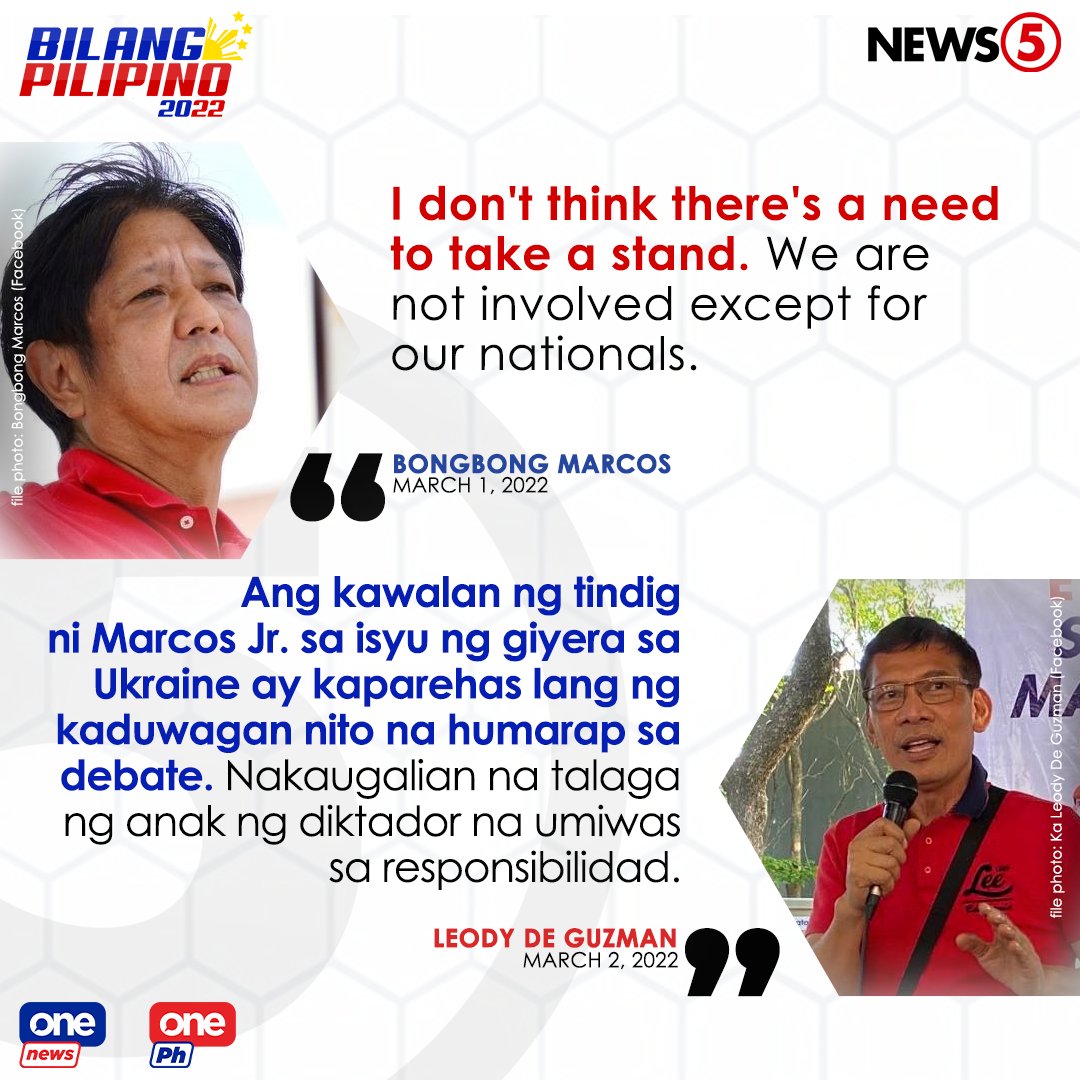 BILANG
PILIPINO
2022
NEWS 5
file photo: Bongbong Marcos (Facebook)
I don't think there's a need
to take a stand. We are
not involved except for
our nationals.
BONGBONG MARCOS
MARCH 1, 2022
Ang kawalan ng tindig
ni Marcos Jr. sa isyu ng giyera sa
Ukraine ay kaparehas lang ng
kaduwagan nito na humarap sa
debate. Nakaugalian na talaga
ng anak ng diktador na umiwas
sa responsibilidad.
LEODY DE GUZMAN
MARCH 2, 2022
file photo: Ka Leody De Guzman (Facebook)
MA
Lee
one
news
one
Ph